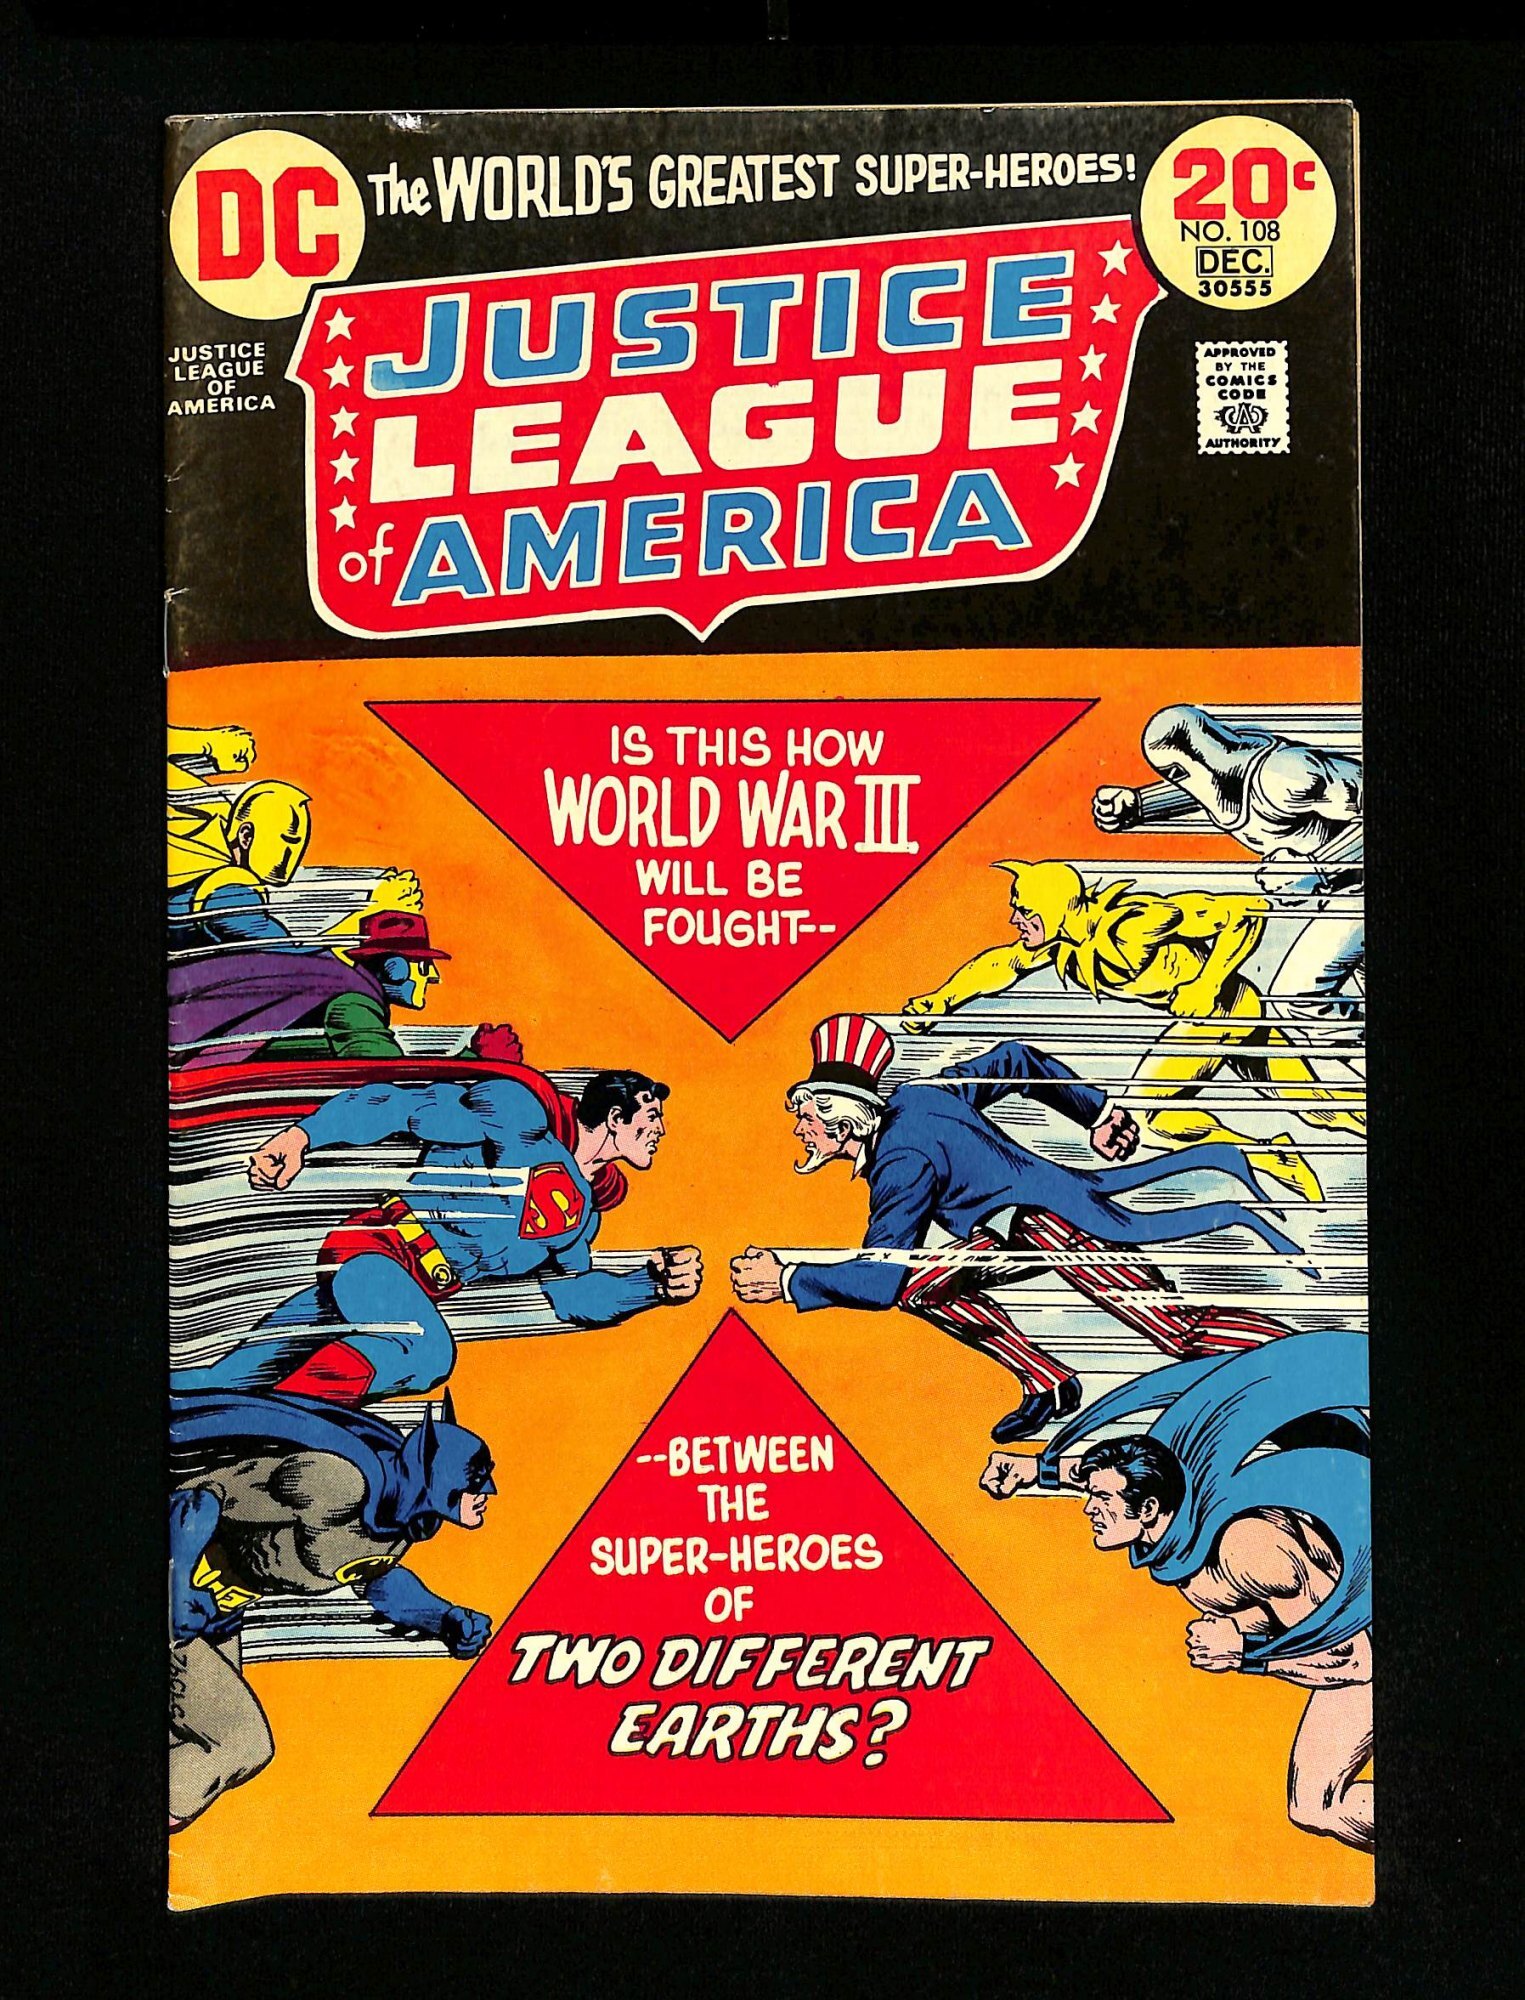 DC
The WORLD'S GREATEST SUPER-HEROES!
20c
NO. 108
DEC.
30555
JUSTICE
LEAGUE
OF
AMERICA
JUSTICE
LEAGUE
of AMERICA
APPROVED
BY THE
COMICS
CODE
CA
AUTHORITY
IS THIS HOW
WORLD WAR III
WILL BE
FOUGHT--
S
--BETWEEN
THE
SUPER-HEROES
OF
TWO DIFFERENT
EARTHS?